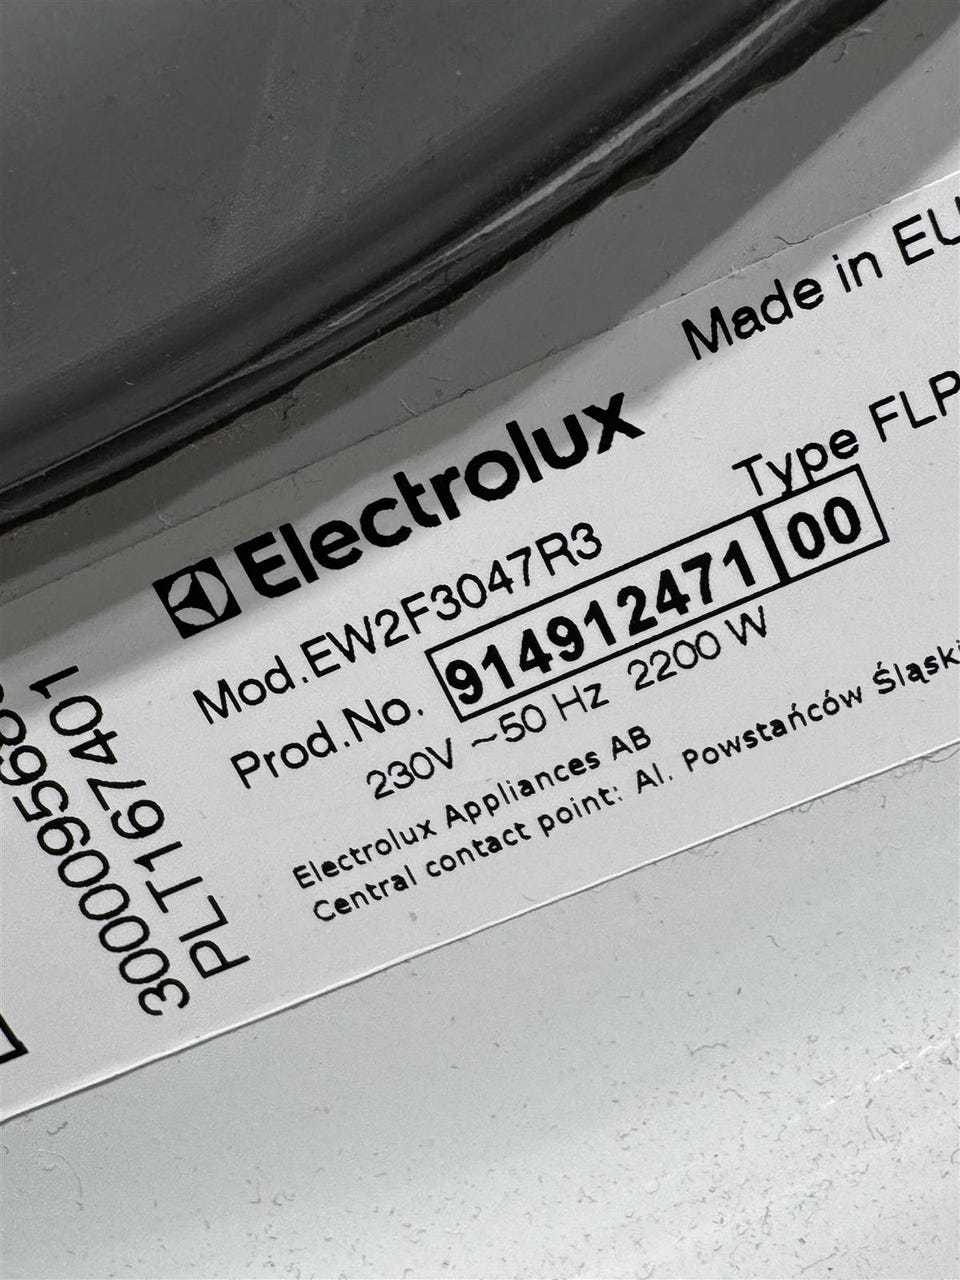 Made in EU
Electrolux
Type FLP
Mod.EW2F3047R3
Prod.No. 914912471 00
230V ~50 Hz 2200 W
Electrolux Appliances AB
Central contact point: Al. Powstańców Śląski
PLT167401